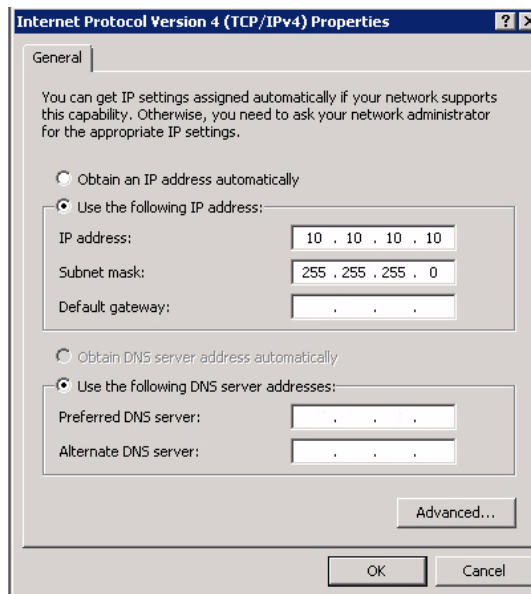 Internet Protocol Version 4 (TCP/IPv4) Properties
General
You can get IP settings assigned automatically if your network supports
this capability. Otherwise, you need to ask your network administrator
for the appropriate IP settings.
Obtain an IP address automatically
Use the following IP address:
IP address: 10 . 10 . 10 . 10
Subnet mask: 255 . 255 . 255 . 0
Default gateway: . . .
Obtain DNS server address automatically
Use the following DNS server addresses:
Preferred DNS server: . . .
Alternate DNS server: . . .
Advanced...
OK Cancel